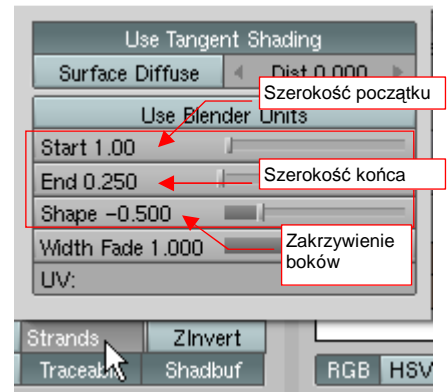 Use Tangent Shading
Surface Diffuse Dist 0.000
Szerokość początku
Use Blender Units
Start 1.00
End 0.250
Szerokość końca
Shape -0.500
Width Fade 1.000
Zakrzywienie
boków
UV:
Strands ZInvert
Traceable Shadbuf RGB HSV